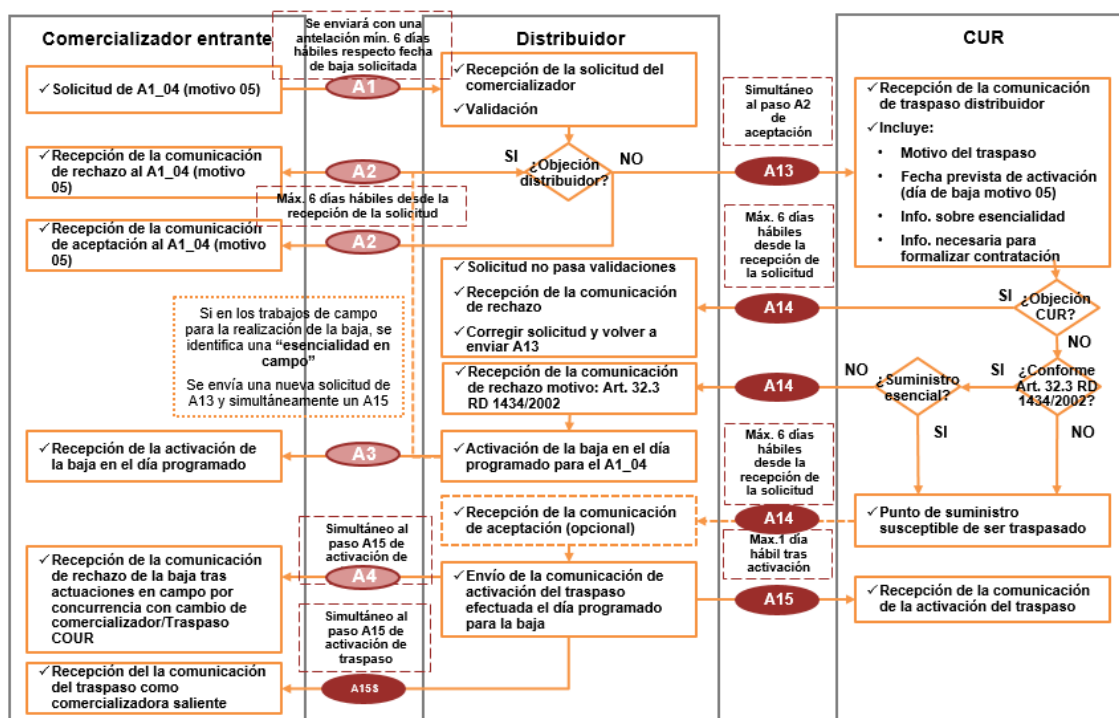 Comercializador entrante
Se enviará con una
antelación mín. 6 días
hábiles respecto fecha
de baja solicitada
Distribuidor
CUR
✓Solicitud de A1_04 (motivo 05)
A1
✓Recepción de la solicitud del
comercializador
✓Validación
Simultáneo
al paso A2
de
aceptación
✓Recepción de la comunicación
de traspaso distribuidor
✓Incluye:
• Motivo del traspaso
• Fecha prevista de activación
(día de baja motivo 05)
• Info. sobre esencialidad
• Info. necesaria para
formalizar contratación
✓Recepción de la comunicación
de rechazo al A1_04 (motivo
05)
A2
SI
¿Objeción
distribuidor?
NO
A13
Máx. 6 días hábiles desde la
recepción de la solicitud
✓Recepción de la comunicación
de aceptación al A1_04 (motivo
05)
A2
Máx. 6 días
hábiles
desde la
recepción de
la solicitud
✓Solicitud no pasa validaciones
✓Recepción de la comunicación
de rechazo
✓Corregir solicitud y volver a
enviar A13
A14
SI
¿Objeción
CUR?
NO
Si en los trabajos de campo
para la realización de la baja, se
identifica una “esencialidad en
campo”
Se envía una nueva solicitud de
A13 y simultáneamente un A15
✓Recepción de la comunicación
de rechazo motivo: Art. 32.3
RD 1434/2002
A14
NO
¿Suministro
esencial?
SI
SI
¿Conforme
Art. 32.3 RD
1434/2002?
NO
✓Recepción de la activación de
la baja en el día programado
A3
✓Activación de la baja en el día
programado para el A1_04
Máx. 6 días
hábiles
desde la
recepción de
la solicitud
✓Recepción de la comunicación
de aceptación (opcional)
A14
✓Punto de suministro
susceptible de ser traspasado
Simultáneo al
paso A15 de
activación de
Max.1 día
hábil tras
activación
✓Recepción de la comunicación
de rechazo de la baja tras
actuaciones en campo por
concurrencia con cambio de
comercializador/Traspaso
COUR
A4
✓Envío de la comunicación de
activación del traspaso
efectuada el día programado
para la baja
A15
✓Recepción de la comunicación
de la activación del traspaso
Simultáneo al
paso A15 de
activación de
traspaso
✓Recepción del la comunicación
del traspaso como
comercializadora saliente
A15S